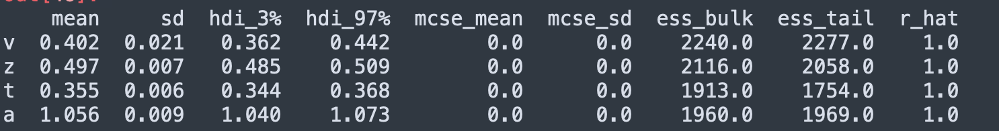 mean sd hdi_3% hdi_97% mcse_mean mcse_sd ess_bulk ess_tail r_hat
v 0.402 0.021 0.362 0.442 0.0 0.0 2240.0 2277.0 1.0
z 0.497 0.007 0.485 0.509 0.0 0.0 2116.0 2058.0 1.0
t 0.355 0.006 0.344 0.368 0.0 0.0 1913.0 1754.0 1.0
a 1.056 0.009 1.040 1.073 0.0 0.0 1960.0 1969.0 1.0